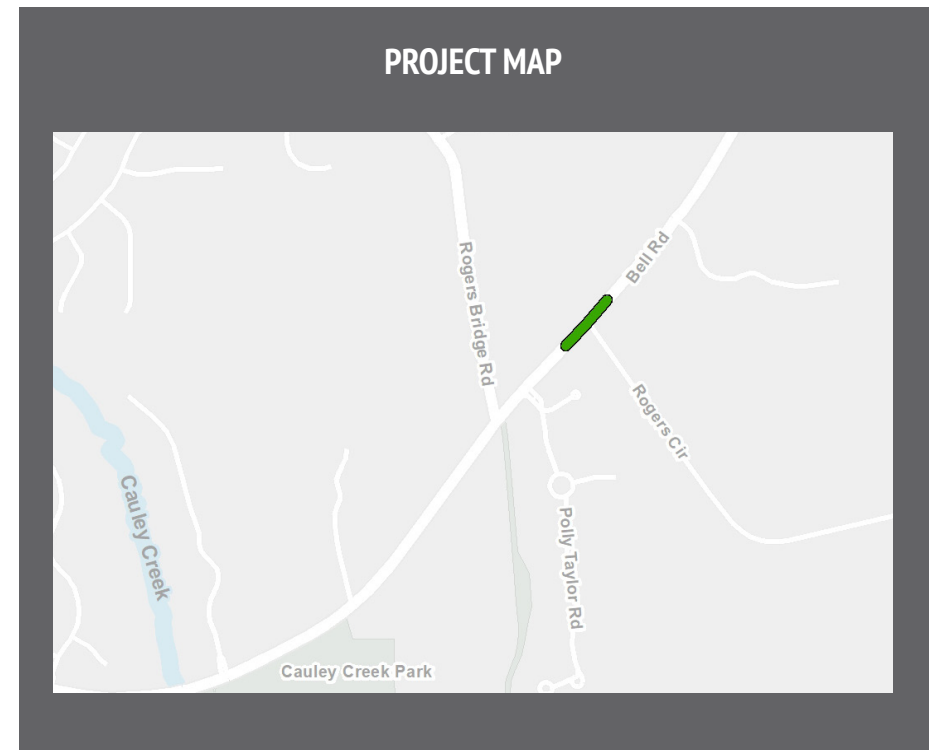 PROJECT MAP
Bell Rd
Rogers Bridge Rd
Rogers Cir
Cauley Creek
Polly Taylor Rd
Cauley Creek Park